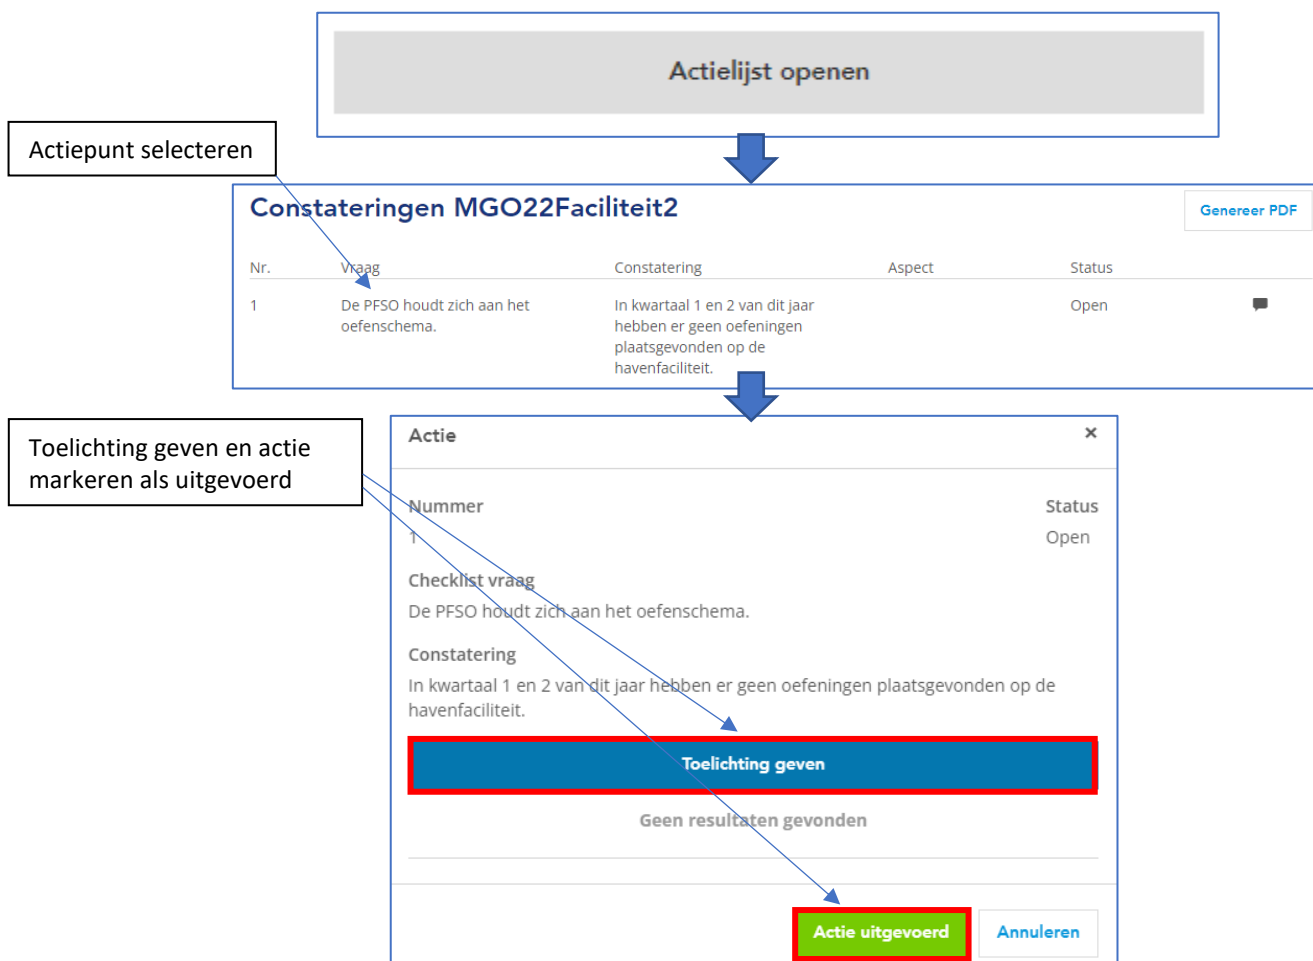 Actielijst openen
Actiepunt selecteren
Constateringen MGO22Faciliteit2
Genereer PDF
Nr. Vraag Constatering Aspect Status
1 De PFSO houdt zich aan het In kwartaal 1 en 2 van dit jaar Open
oefenschema. hebben er geen oefeningen
plaatsgevonden op de
havenfaciliteit.
Toelichting geven en actie
markeren als uitgevoerd
Actie ×
Nummer Status
1 Open
Checklist vraag
De PFSO houdt zich aan het oefenschema.
Constatering
In kwartaal 1 en 2 van dit jaar hebben er geen oefeningen plaatsgevonden op de
havenfaciliteit.
Toelichting geven
Geen resultaten gevonden
Actie uitgevoerd Annuleren